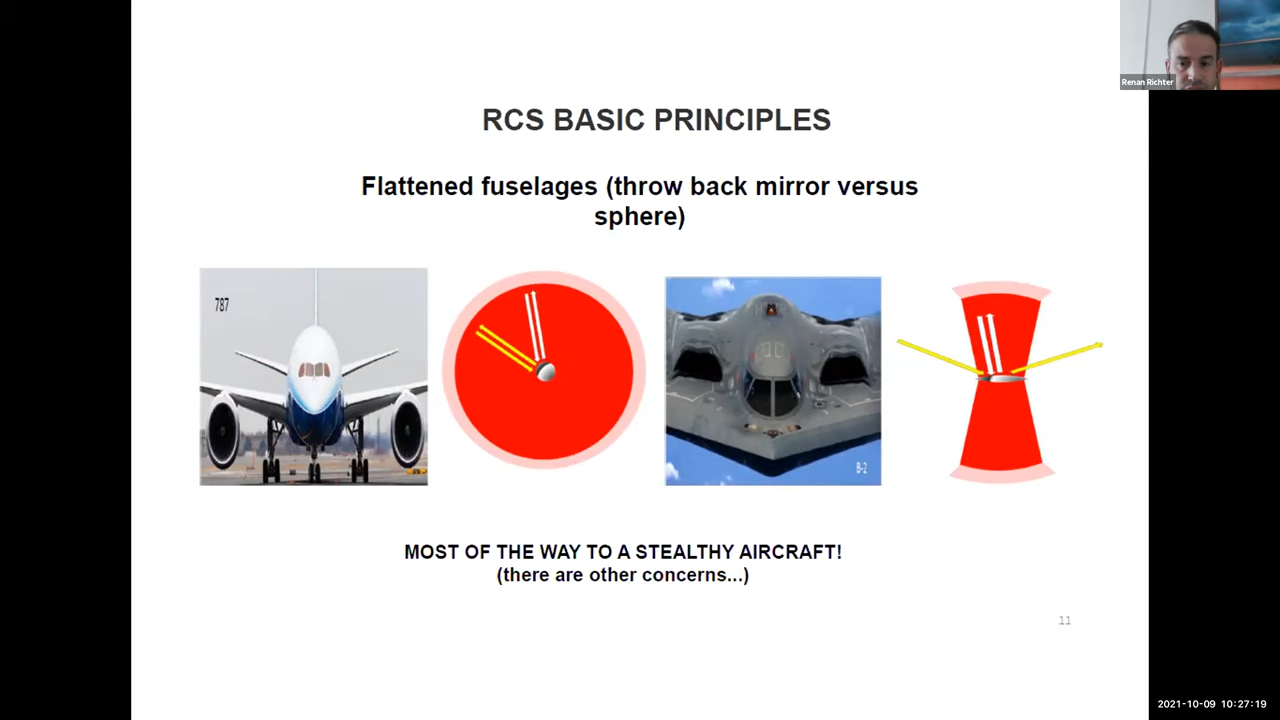 Renan Richter
RCS BASIC PRINCIPLES
Flattened fuselages (throw back mirror versus
sphere)
787
B-2
MOST OF THE WAY TO A STEALTHY AIRCRAFT!
(there are other concerns...)
11
2021-10-09 10:27:19